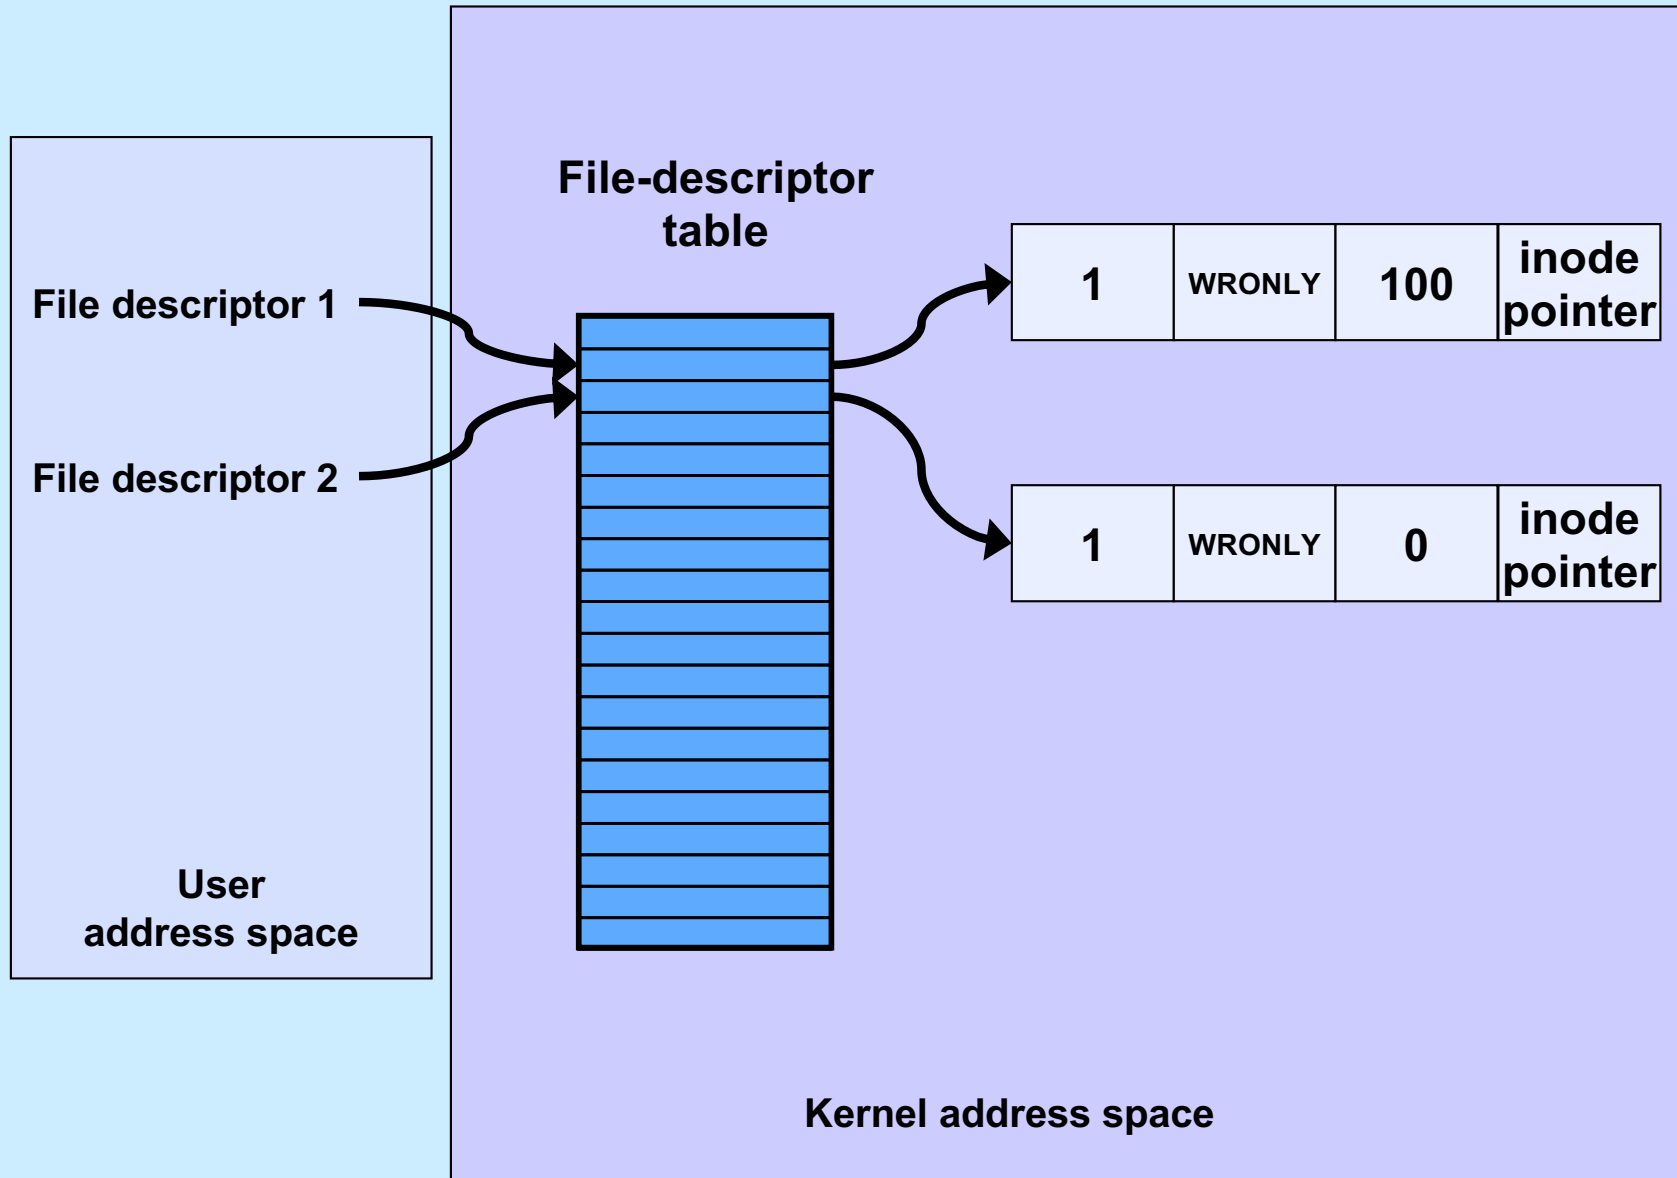 File-descriptor
table
File descriptor 1
File descriptor 2
1
WRONLY
100
inode
pointer
1
WRONLY
0
inode
pointer
User
address space
Kernel address space